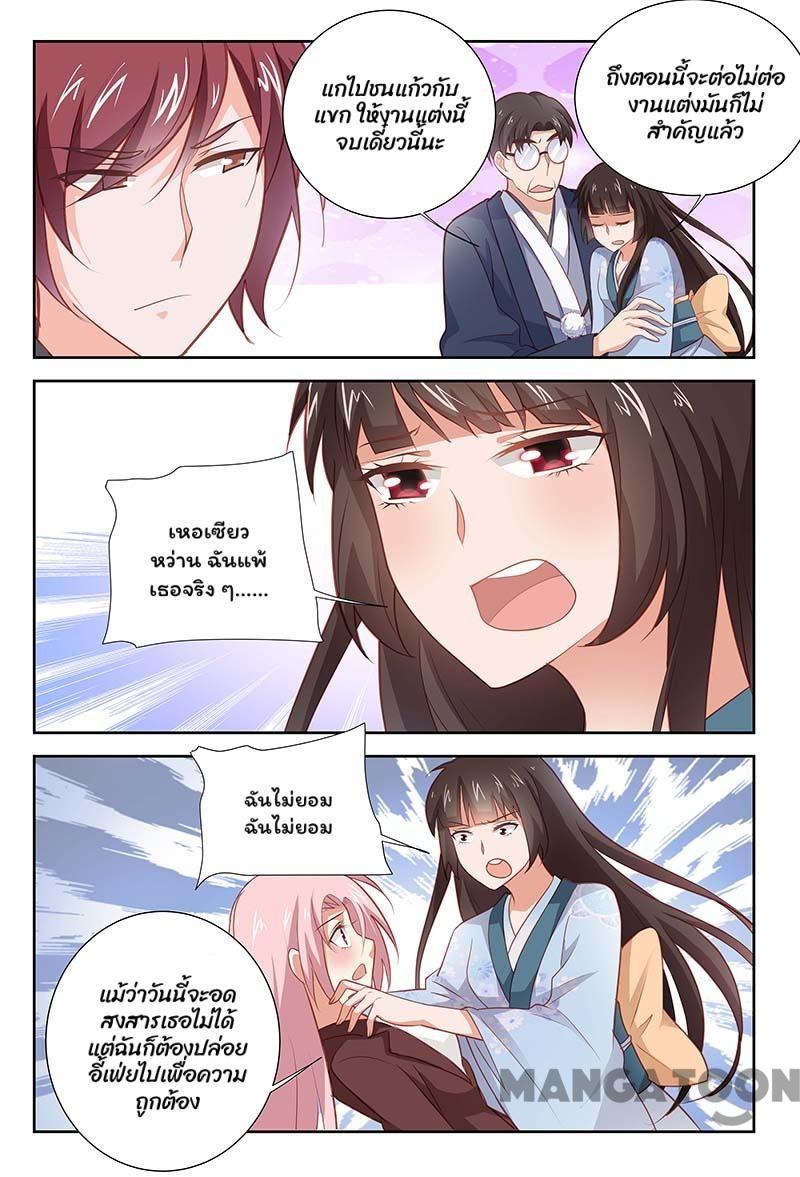 แกไปชนแก้วกับ
แขก ให้งานแต่งนี้
จบเดี๋ยวนี้นะ
ถึงตอนนี้จะต่อไม่ต่อ
งานแต่งมันก็ไม่
สำคัญแล้ว
เหอเซียว
หว่าน ฉันแพ้
เธอจริง ๆ......
ฉันไม่ยอม
ฉันไม่ยอม
แม้ว่าวันนี้จะอด
สงสารเธอไม่ได้
แต่ฉันก็ต้องปล่อย
อี้เฟยไปเพื่อความ
ถูกต้อง
MANGATOON